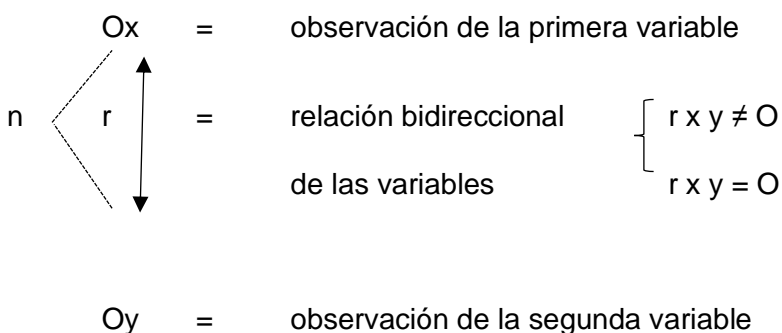 Ox = observación de la primera variable
n r = relación bidireccional r x y ≠ O
de las variables r x y = O
Oy = observación de la segunda variable